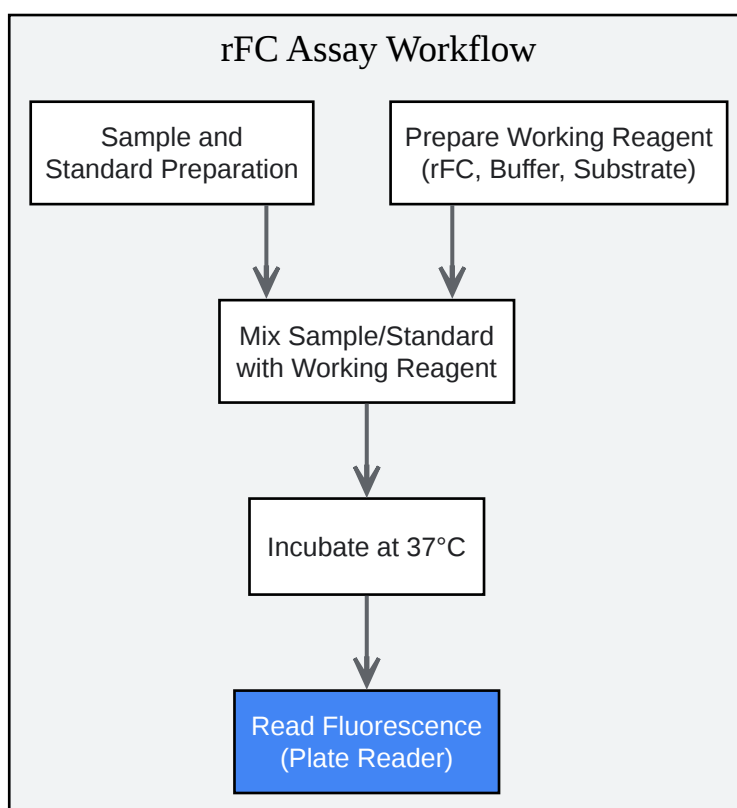 rFC Assay Workflow
Sample and
Standard Preparation
Prepare Working Reagent
(rFC, Buffer, Substrate)
Mix Sample/Standard
with Working Reagent
Incubate at 37°C
Read Fluorescence
(Plate Reader)